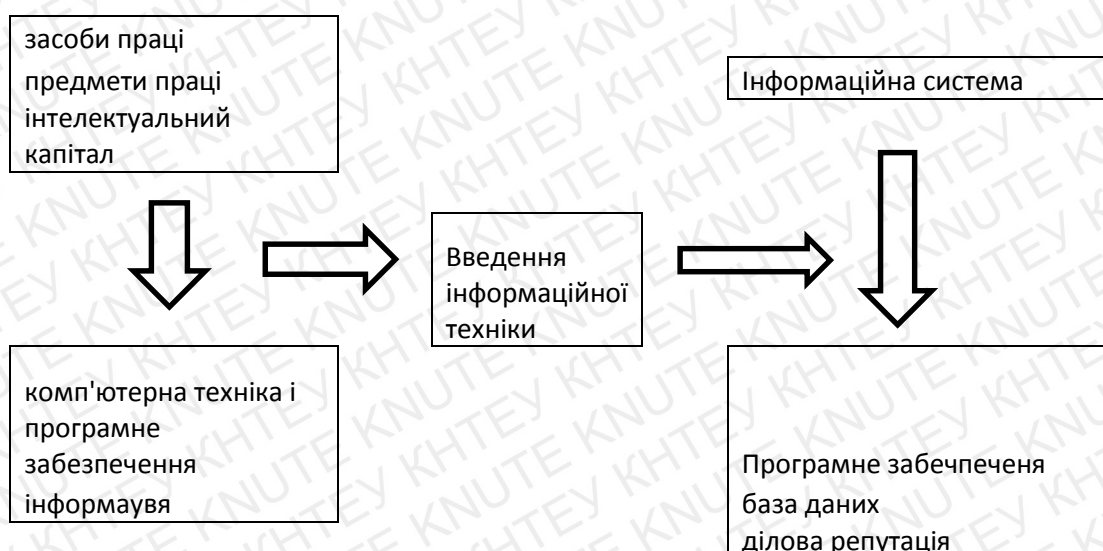 засоби праці
предмети праці
інтелектуальний
капітал
Інформаційна система
Введення
інформаційної
техніки
комп'ютерна техніка і
програмне
забезпечення
інформаувя
Програмне забечпеченя
база даних
ділова репутація